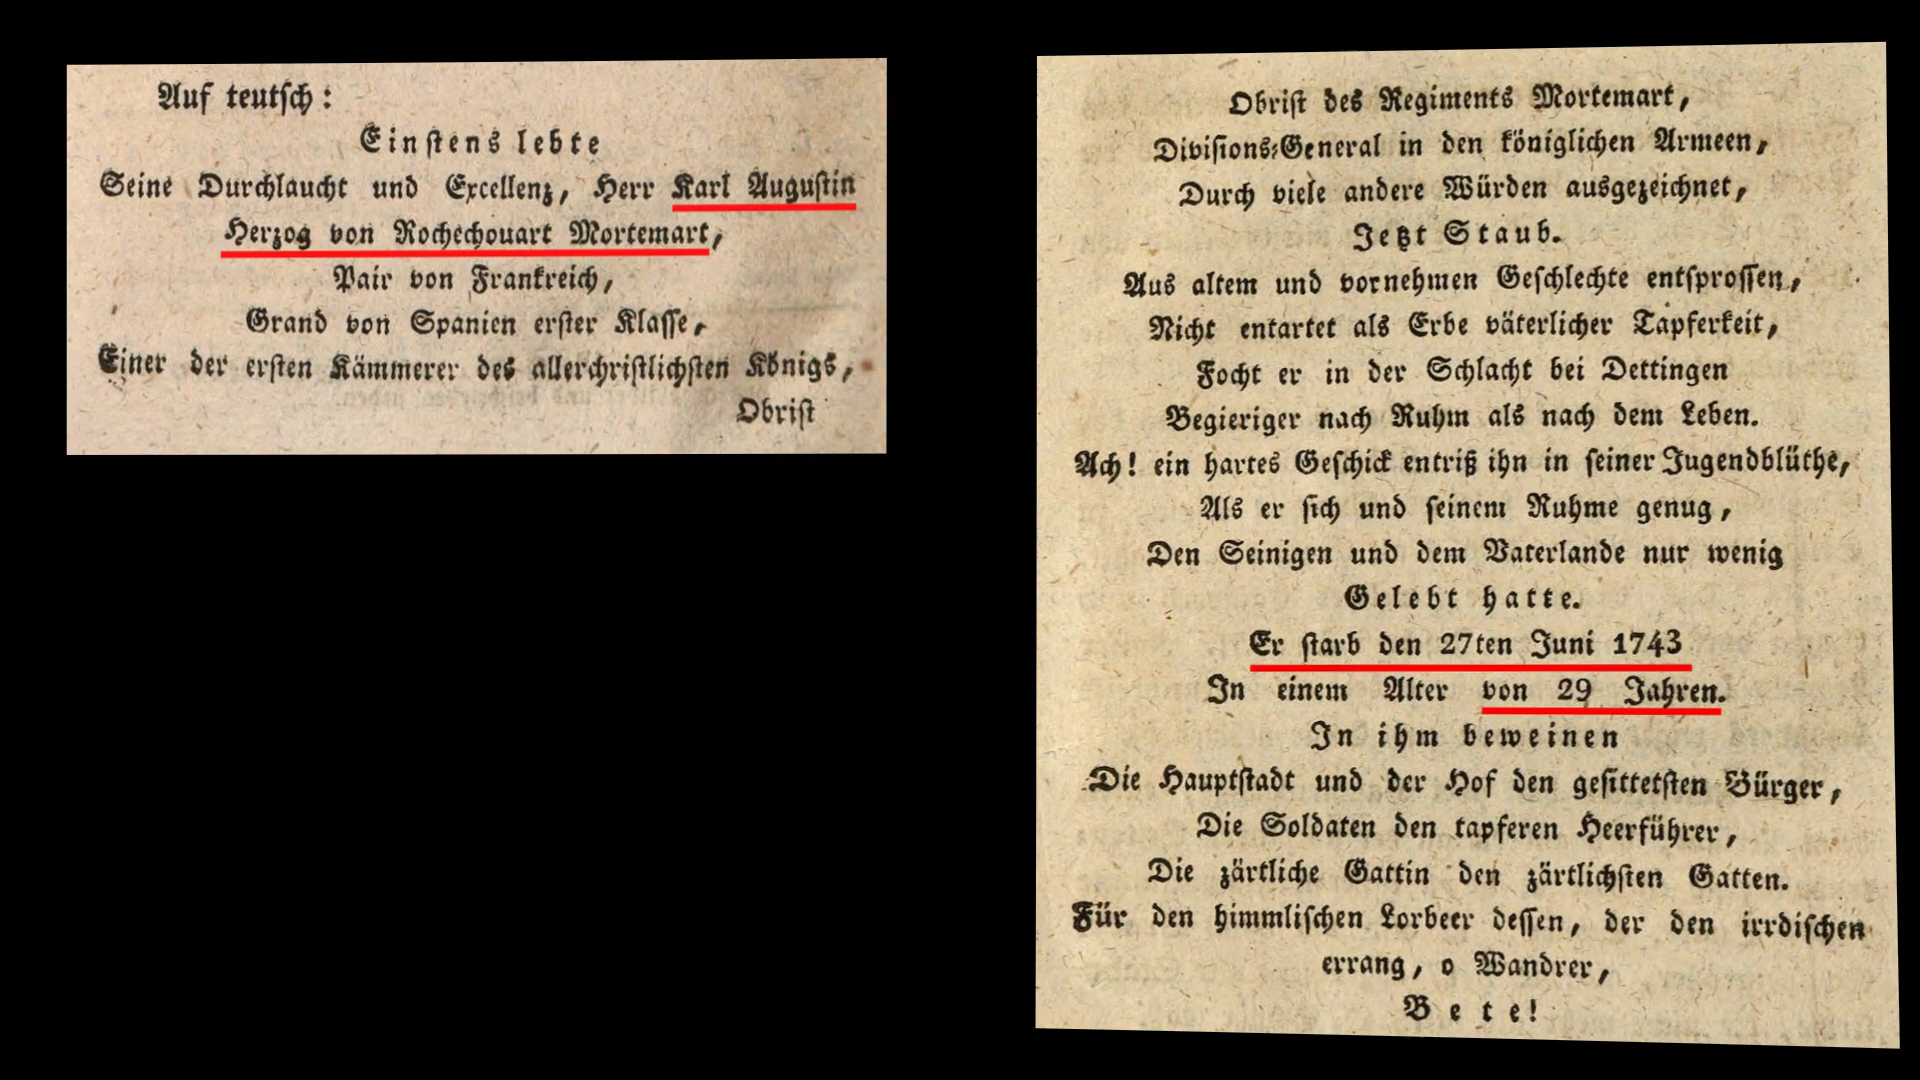 Auf teutſch:
Einſtens lebte
Seine Durchlaucht und Excellenz, Herr Karl Auguſtin
Herzog von Rochechouart Mortemart,
Pair von Frankreich,
Grand von Spanien erſter Klaſſe,
Einer der erſten Kämmerer des allerchriſtlichſten Königs,
Obriſt
Obriſt des Regiments Mortemart,
Diviſions-General in den königlichen Armeen,
Durch viele andere Würden ausgezeichnet,
Jetzt Staub.
Aus altem und vornehmen Geſchlechte entſproſſen,
Nicht entartet als Erbe väterlicher Tapferkeit,
Focht er in der Schlacht bei Dettingen
Begieriger nach Ruhm als nach dem Leben.
Ach! ein hartes Geſchick entriß ihn in ſeiner Jugendblüthe,
Als er ſich und ſeinem Ruhme genug,
Den Seinigen und dem Vaterlande nur wenig
Gelebt hatte.
Er ſtarb den 27ten Juni 1743
In einem Alter von 29 Jahren.
In ihm beweinen
Die Hauptſtadt und der Hof den geſittetſten Bürger,
Die Soldaten den tapferen Heerführer,
Die zärtliche Gattin den zärtlichſten Gatten.
Für den himmliſchen Lorbeer deſſen, der den irrdiſchen
errang, o Wandrer,
Bete!